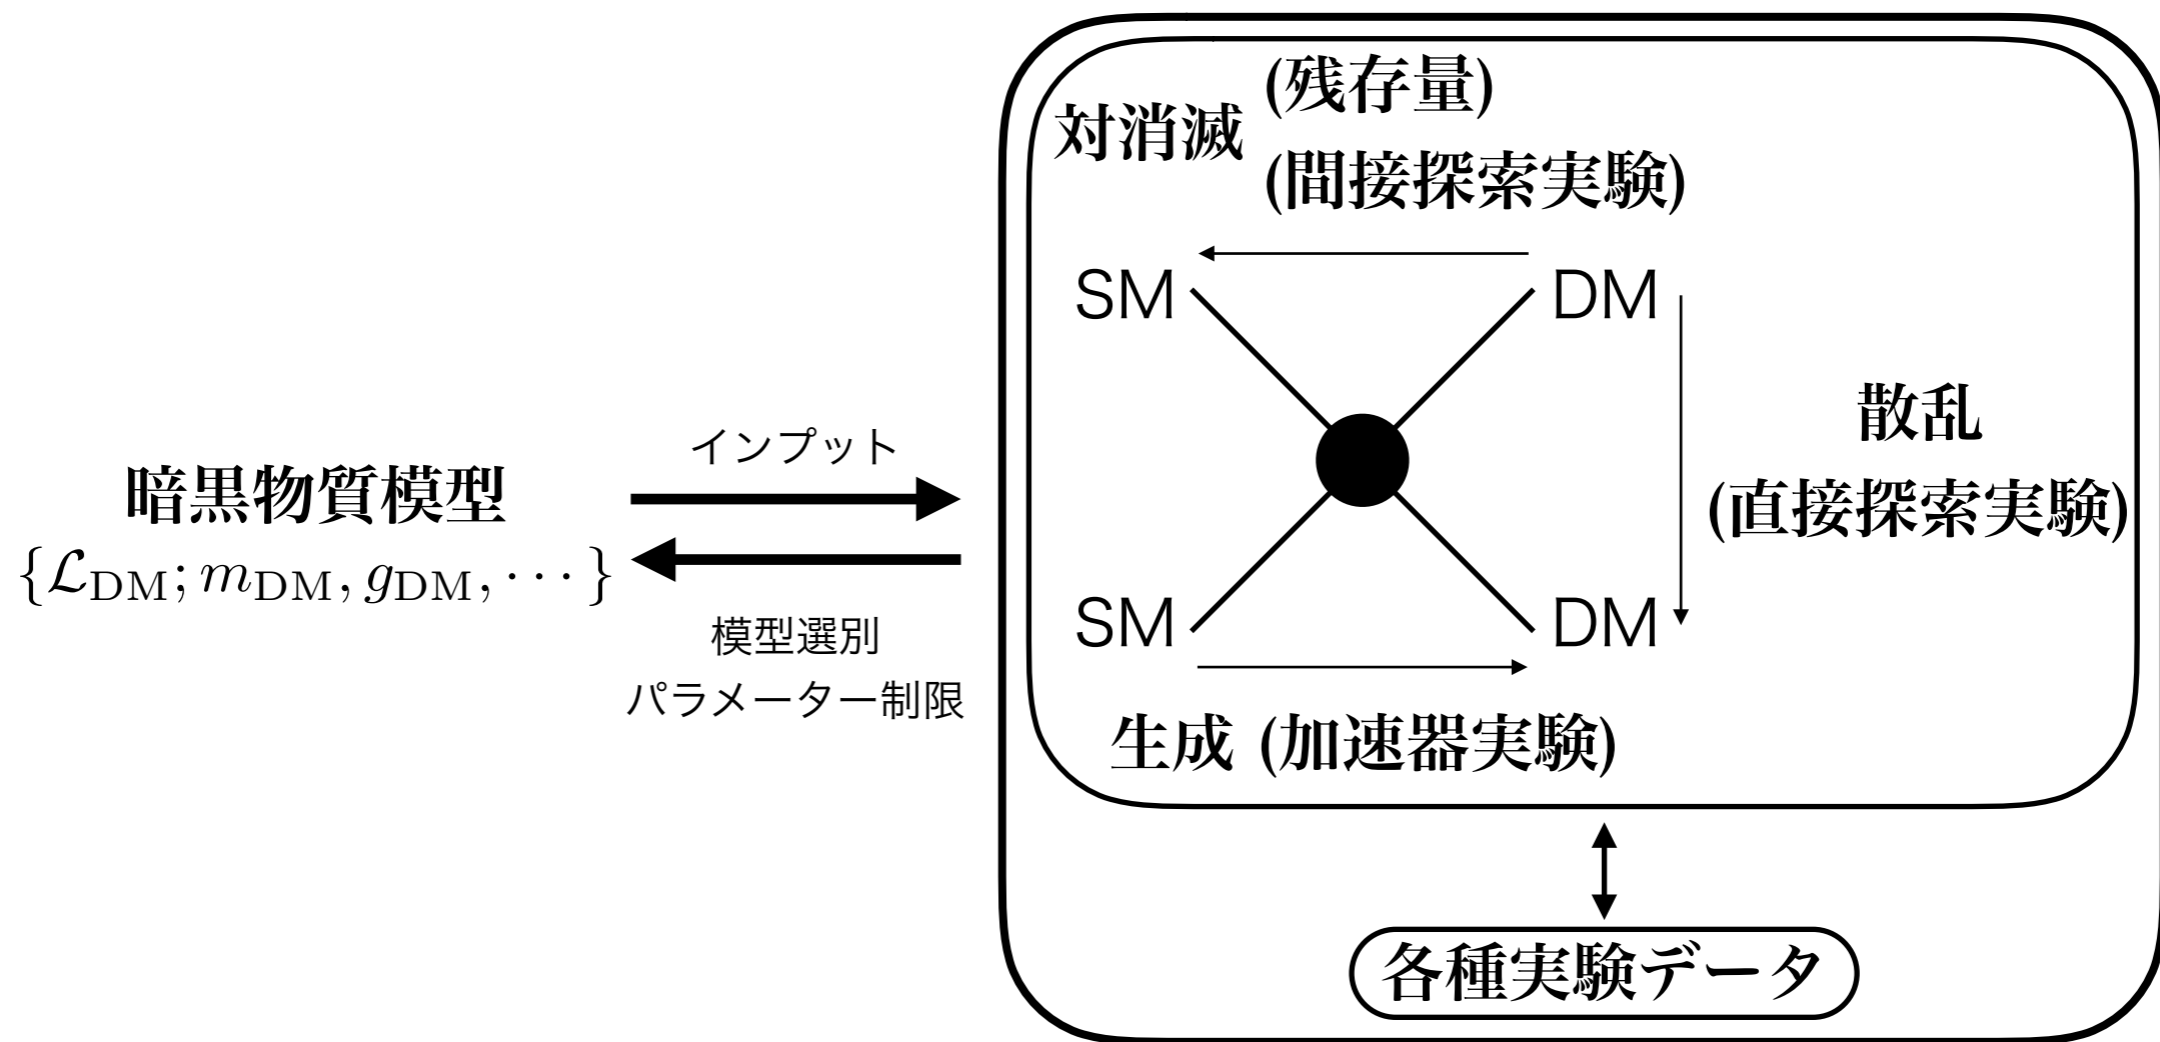 暗黒物質模型
{ℒ_DM; m_DM, g_DM, ⋯}
インプット
模型選別
パラメーター制限
対消滅
(残存量)
(間接探索実験)
SM
DM
散乱
(直接探索実験)
SM
DM
生成 (加速器実験)
各種実験データ